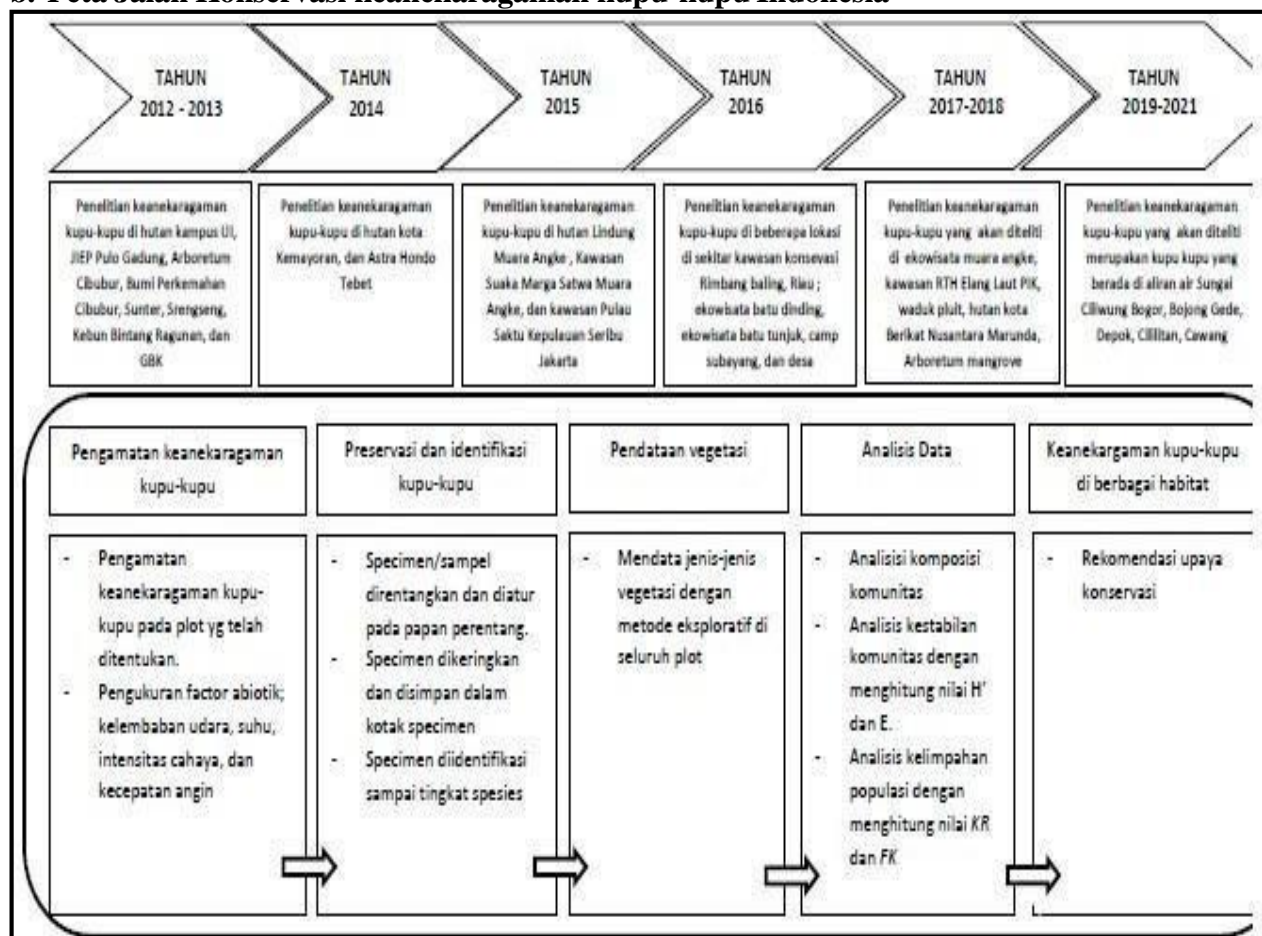 b. Peta Jalan Konservasi keanekaragaman kupu-kupu Indonesia
TAHUN
2012 - 2013
TAHUN
2014
TAHUN
2015
TAHUN
2016
TAHUN
2017-2018
TAHUN
2019-2021
Penelitian keanekaragaman
kupu-kupu di hutan kampus UI,
JIEP Pulo Gadung, Arboretum
Cibubur, Bumi Perkemahan
Cibubur, Sunter, Srengseng,
Kebun Bintang Ragunan, dan
GBK
Penelitian keanekaragaman
kupu-kupu di hutan kota
Kemayoran, dan Astra Hondo
Tebet
Penelitian keanekaragaman
kupu-kupu di hutan Lindung
Muara Angke , Kawasan
Suaka Marga Satwa Muara
Angke, dan kawasan Pulau
Saktu Kepulauan Seribu
Jakarta
Penelitian keanekaragaman
kupu-kupu di beberapa lokasi
di sekitar kawasan konsevasi
Rimbang baling, Riau ;
ekowisata batu dinding,
ekowisata batu tunjuk, camp
subayang, dan desa
Penelitian keanekaragaman
kupu-kupu yang akan diteliti
di ekowisata muara angke,
kawasan RTH Elang Laut PIK,
waduk pluit, hutan kota
Berikat Nusantara Marunda,
Arboretum mangrove
Penelitian keanekaragaman
kupu-kupu yang akan diteliti
merupakan kupu kupu yang
berada di aliran air Sungai
Ciliwung Bogor, Bojong Gede,
Depok, Cililitan, Cawang
Pengamatan keanekaragaman
kupu-kupu
Preservasi dan identifikasi
kupu-kupu
Pendataan vegetasi
Analisis Data
Keanekargaman kupu-kupu
di berbagai habitat
- Pengamatan
keanekaragaman kupu-
kupu pada plot yg telah
ditentukan.
- Pengukuran factor abiotik;
kelembaban udara, suhu,
intensitas cahaya, dan
kecepatan angin
- Specimen/sampel
direntangkan dan diatur
pada papan perentang.
- Specimen dikeringkan
dan disimpan dalam
kotak specimen
- Specimen diidentifikasi
sampai tingkat spesies
- Mendata jenis-jenis
vegetasi dengan
metode eksploratif di
seluruh plot
- Analisisi komposisi
komunitas
- Analisis kestabilan
komunitas dengan
menghitung nilai H'
dan E.
- Analisis kelimpahan
populasi dengan
menghitung nilai KR
dan FK
- Rekomendasi upaya
konservasi